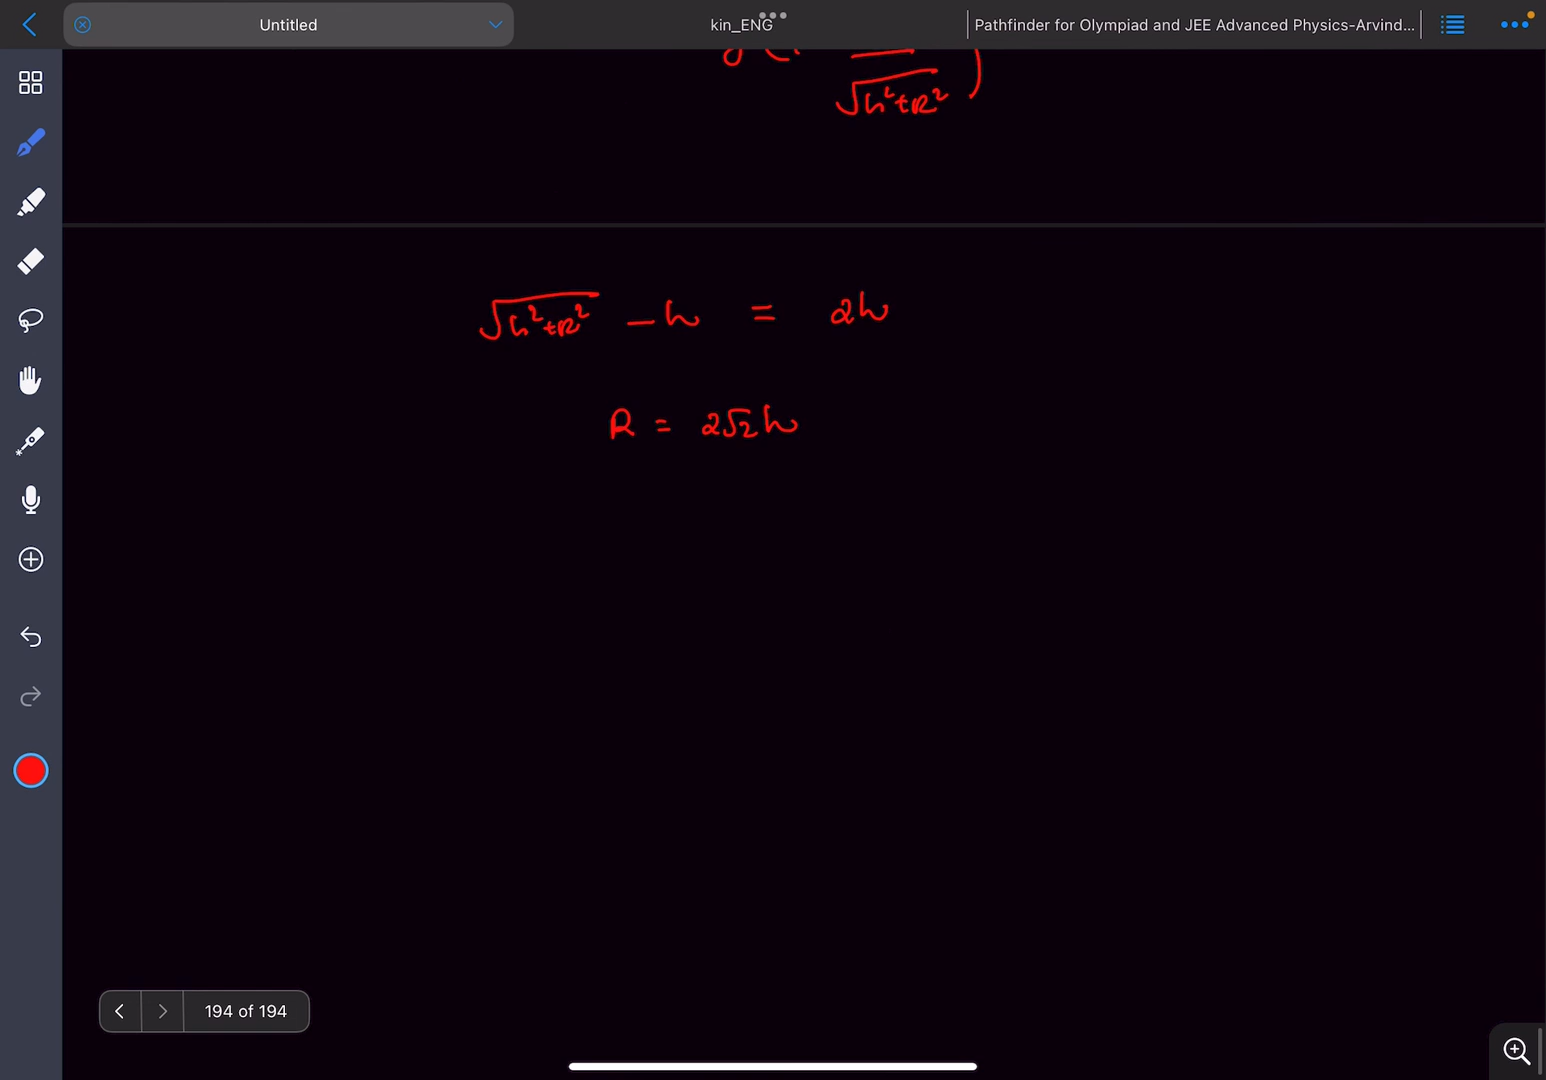 Untitled
kin_ENG
Pathfinder for Olympiad and JEE Advanced Physics-Arvind...
√h²+R²
√h²+R² - h = 2h
R = 2√2h
194 of 194